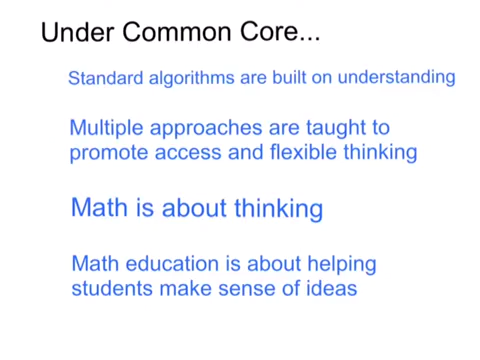 Under Common Core...
Standard algorithms are built on understanding
Multiple approaches are taught to
promote access and flexible thinking
Math is about thinking
Math education is about helping
students make sense of ideas